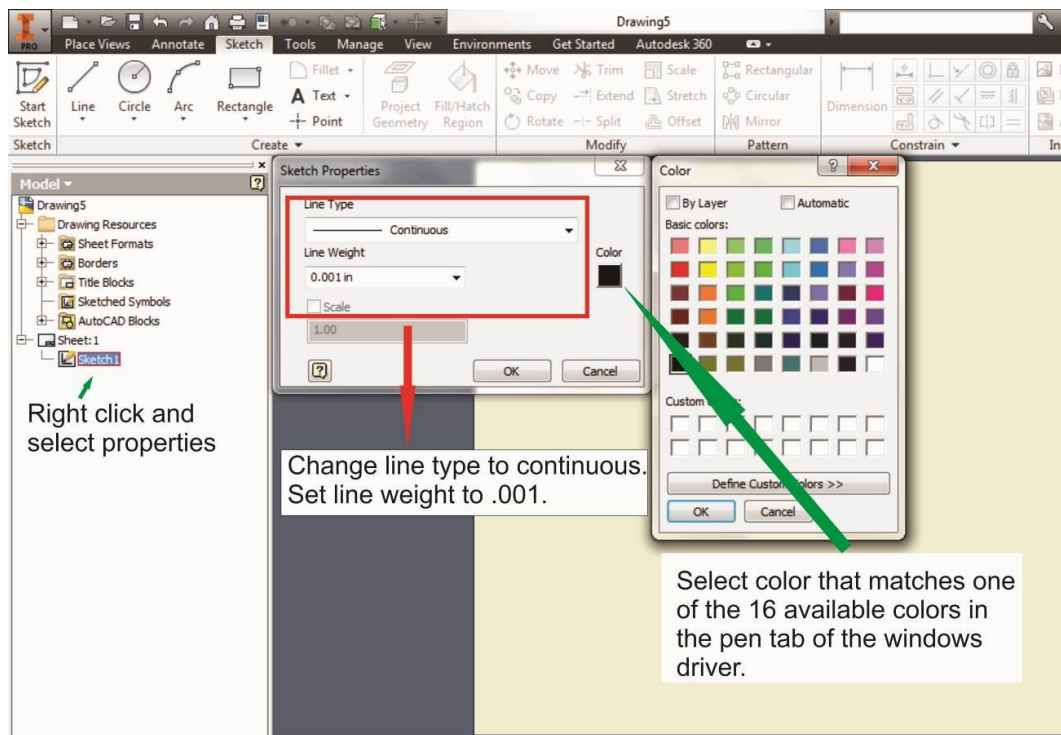 Drawing5
PRO
Place Views Annotate Sketch Tools Manage View Environments Get Started Autodesk 360
Start Sketch
Line
Circle
Arc
Rectangle
Fillet
A Text
Point
Project Geometry
Fill/Hatch Region
Move
Copy
Rotate
Trim
Extend
Split
Scale
Stretch
Offset
Rectangular
Circular
Mirror
Dimension
Sketch
Create
Modify
Pattern
Constrain
In
Model
Drawing5
Drawing Resources
Sheet Formats
Borders
Title Blocks
Sketched Symbols
AutoCAD Blocks
Sheet:1
Sketch1
Right click and
select properties
Sketch Properties
Line Type
Continuous
Line Weight
0.001 in
Scale
1.00
Color
OK
Cancel
Change line type to continuous.
Set line weight to .001.
Color
By Layer
Automatic
Basic colors:
Custom
Define Custom Colors >>
OK
Cancel
Select color that matches one
of the 16 available colors in
the pen tab of the windows
driver.